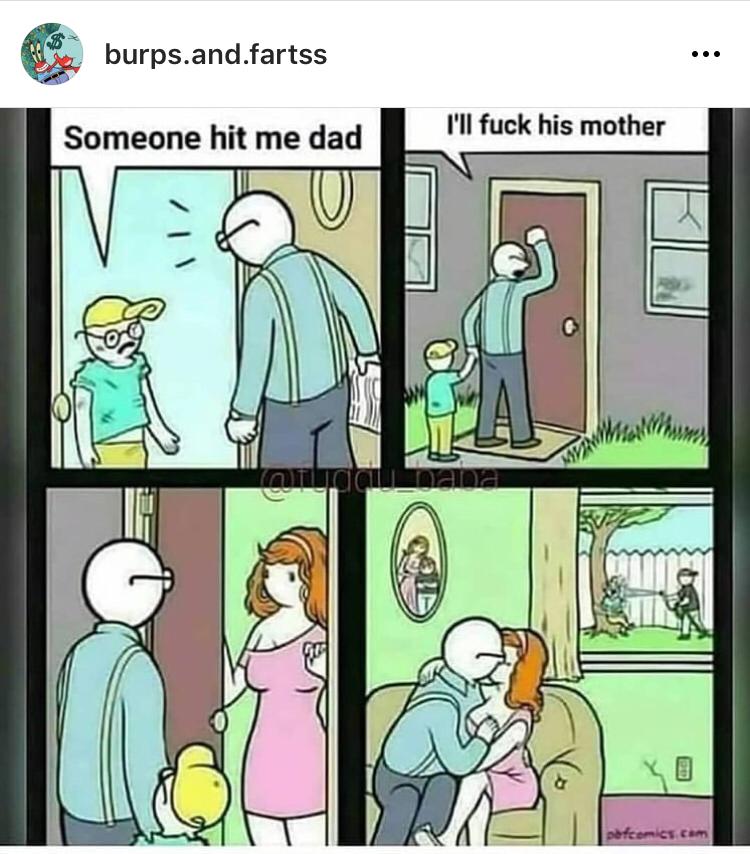 burps.and.fartss
Someone hit me dad
I'll fuck his mother
@fuddu_baba
pbfcomics.com